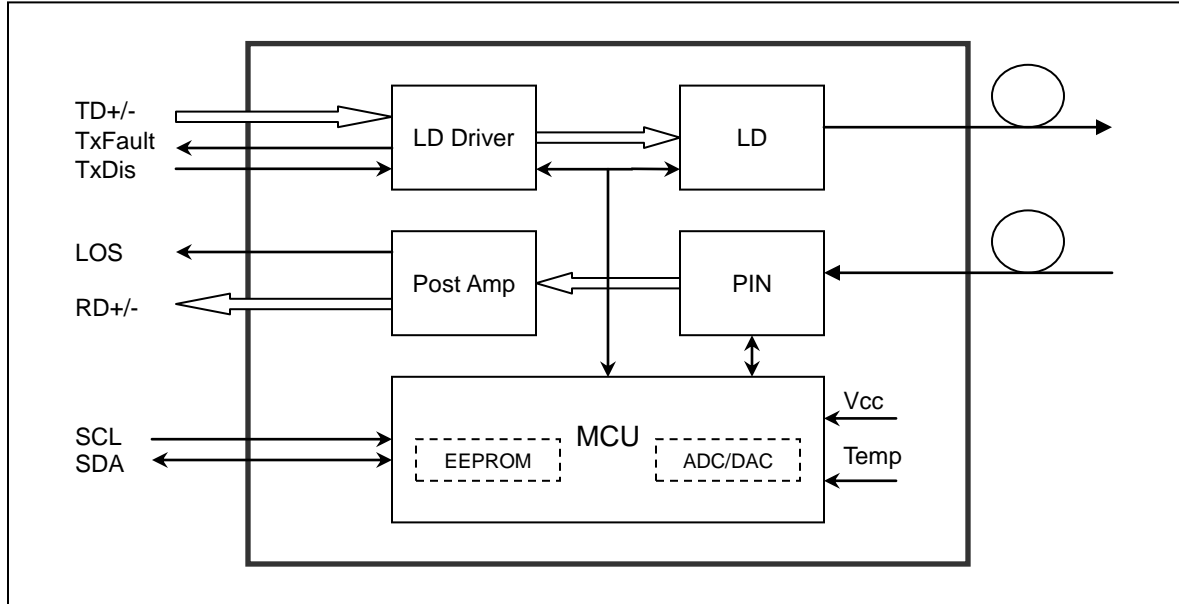 TD+/-
TxFault
TxDis
LD Driver
LD
LOS
RD+/-
Post Amp
PIN
SCL
SDA
MCU
EEPROM
ADC/DAC
Vcc
Temp